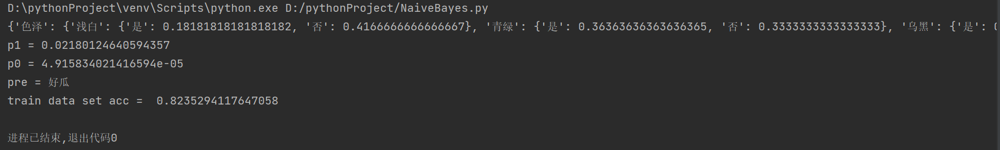 D:\pythonProject\venv\Scripts\python.exe D:/pythonProject/NaiveBayes.py
{'色泽': {'浅白': {'是': 0.18181818181818182, '否': 0.4166666666666667}, '青绿': {'是': 0.36363636363636365, '否': 0.3333333333333333}, '乌黑': {'是':
p1 = 0.02180124640594357
p0 = 4.915834021416594e-05
pre = 好瓜
train data set acc =  0.8235294117647058
进程已结束,退出代码0